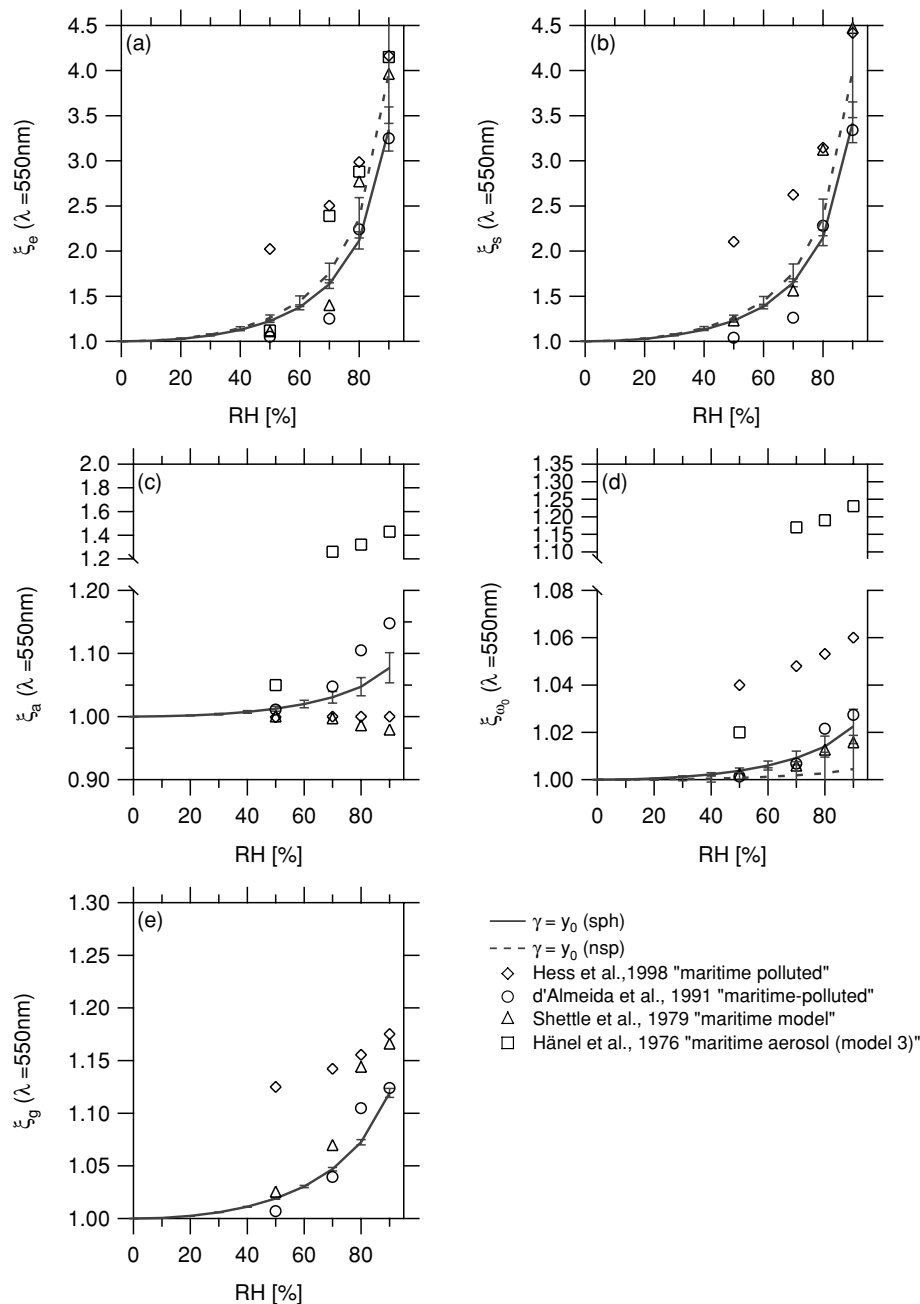 (a)
4.5
4.0
3.5
3.0
2.5
2.0
1.5
1.0
ξe (λ =550nm)
0 20 40 60 80
RH [%]
(b)
4.5
4.0
3.5
3.0
2.5
2.0
1.5
1.0
ξs (λ =550nm)
0 20 40 60 80
RH [%]
(c)
2.0
1.8
1.6
1.4
1.2
1.20
1.10
1.00
0.90
ξa (λ =550nm)
0 20 40 60 80
RH [%]
(d)
1.35
1.30
1.25
1.20
1.15
1.10
1.08
1.06
1.04
1.02
1.00
ξω0 (λ =550nm)
0 20 40 60 80
RH [%]
(e)
1.30
1.25
1.20
1.15
1.10
1.05
1.00
ξg (λ =550nm)
0 20 40 60 80
RH [%]
γ = y0 (sph)
γ = y0 (nsp)
Hess et al.,1998 "maritime polluted"
d'Almeida et al., 1991 "maritime-polluted"
Shettle et al., 1979 "maritime model"
Hänel et al., 1976 "maritime aerosol (model 3)"